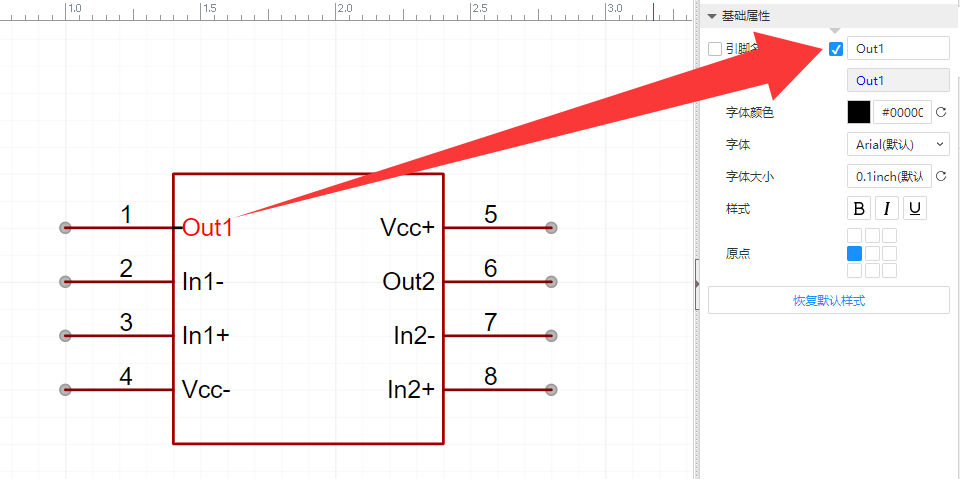 1.0 1.5 2.0 2.5 3.0
基础属性
引脚名
Out1
Out1
字体颜色 #0000
字体 Arial(默认)
字体大小 0.1inch(默认
样式 B I U
原点
恢复默认样式
1 Out1 Vcc+ 5
2 In1- Out2 6
3 In1+ In2- 7
4 Vcc- In2+ 8